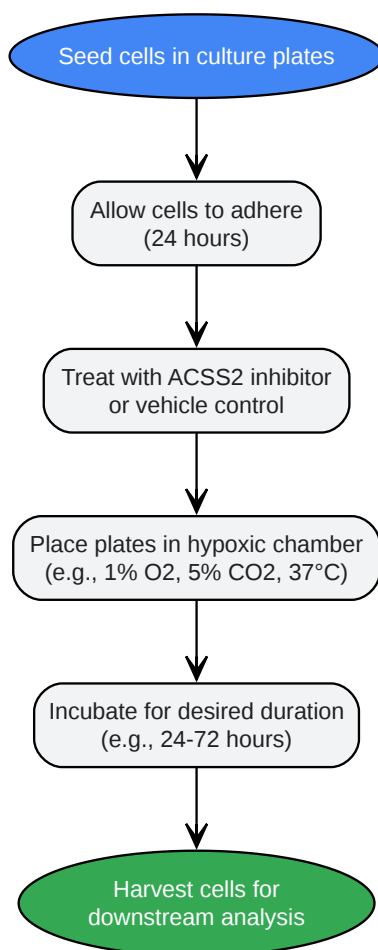 Seed cells in culture plates
Allow cells to adhere
(24 hours)
Treat with ACSS2 inhibitor
or vehicle control
Place plates in hypoxic chamber
(e.g., 1% O2, 5% CO2, 37°C)
Incubate for desired duration
(e.g., 24-72 hours)
Harvest cells for
downstream analysis